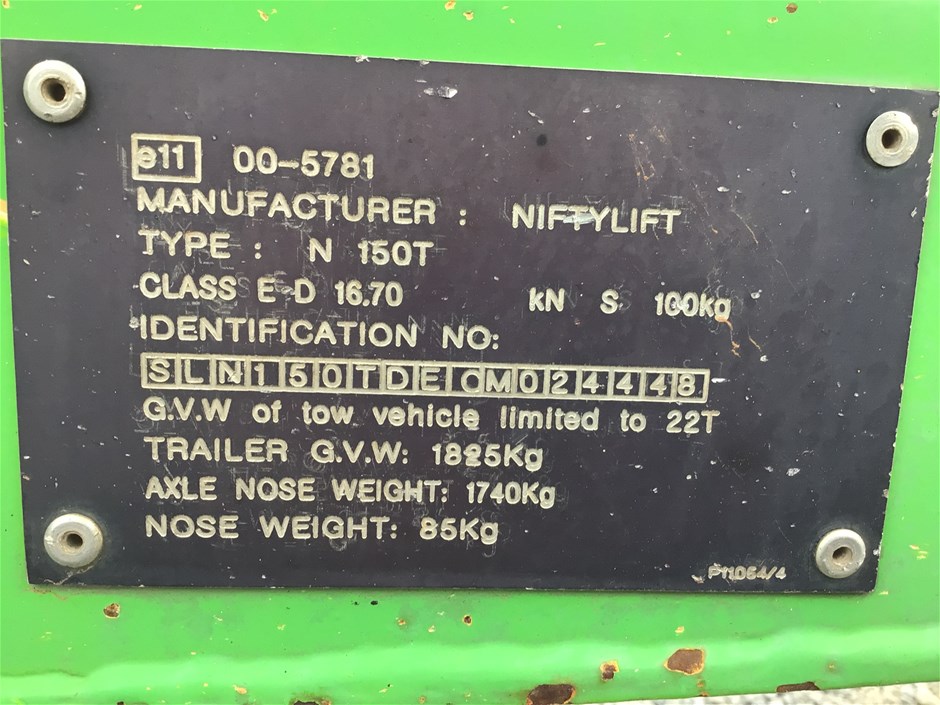 e11 00-5781
MANUFACTURER : NIFTYLIFT
TYPE : N 150T
CLASS E D 16.70 kN S 100Kg
IDENTIFICATION NO:
SLN150TDE0M024448
G.V.W of tow vehicle limited to 22T
TRAILER G.V.W: 1825Kg
AXLE NOSE WEIGHT: 1740Kg
NOSE WEIGHT: 85Kg
P11064/4